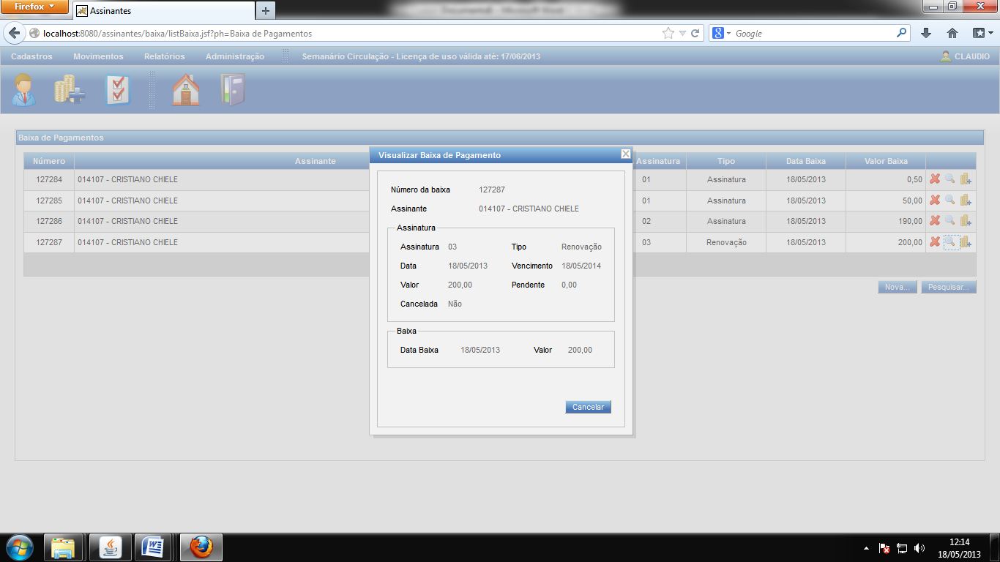 Firefox
Assinantes
localhost:8080/assinantes/baixa/listBaixa.jsf?ph=Baixa de Pagamentos
Google
Cadastros Movimentos Relatórios Administração Semanário Circulação - Licença de uso válida até: 17/06/2013 CLAUDIO
Baixa de Pagamentos
Número Assinante Assinatura Tipo Data Baixa Valor Baixa
127284 014107 - CRISTIANO CHIELE 01 Assinatura 18/05/2013 0,50
127285 014107 - CRISTIANO CHIELE 01 Assinatura 18/05/2013 50,00
127286 014107 - CRISTIANO CHIELE 02 Assinatura 18/05/2013 190,00
127287 014107 - CRISTIANO CHIELE 03 Renovação 18/05/2013 200,00
Nova... Pesquisar...
Visualizar Baixa de Pagamento
Número da baixa 127287
Assinante 014107 - CRISTIANO CHIELE
Assinatura
Assinatura 03 Tipo Renovação
Data 18/05/2013 Vencimento 18/05/2014
Valor 200,00 Pendente 0,00
Cancelada Não
Baixa
Data Baixa 18/05/2013 Valor 200,00
Cancelar
12:14
18/05/2013